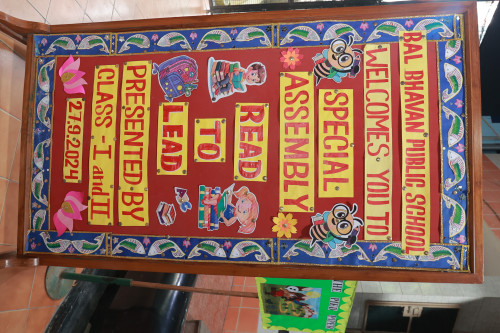 BAL BHAVAN PUBLIC SCHOOL
WELCOMES YOU TO
SPECIAL
ASSEMBLY
READ
TO
LEAD
PRESENTED BY
CLASS-I and II
27.9.2024